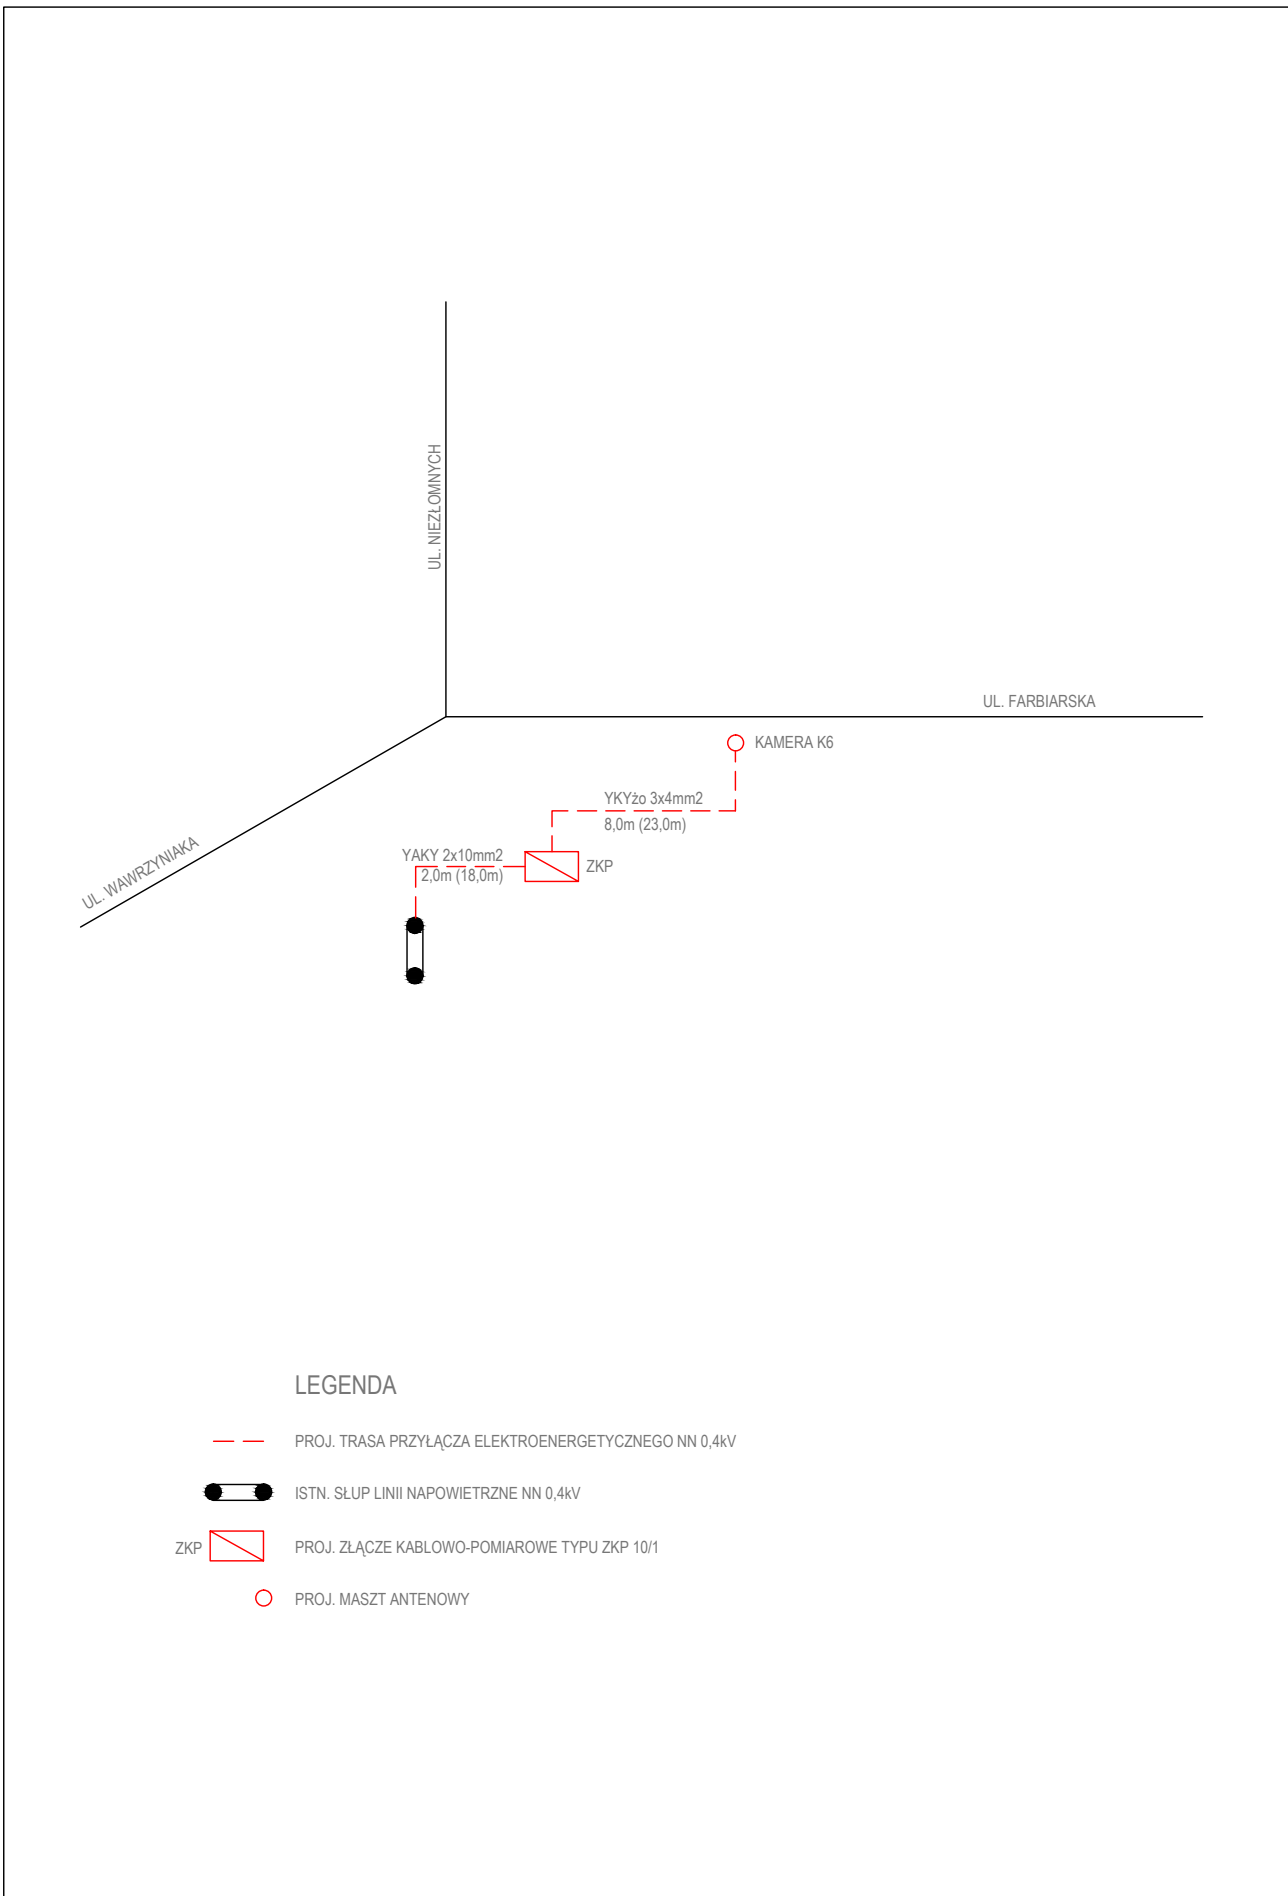 UL. NIEZŁOMNYCH
UL. FARBIARSKA
KAMERA K6
YKYżo 3x4mm2
8,0m (23,0m)
UL. WAWRZYNIAKA
YAKY 2x10mm2
2,0m (18,0m)
ZKP
LEGENDA
PROJ. TRASA PRZYŁĄCZA ELEKTROENERGETYCZNEGO NN 0,4kV
ISTN. SŁUP LINII NAPOWIETRZNE NN 0,4kV
ZKP PROJ. ZŁĄCZE KABLOWO-POMIAROWE TYPU ZKP 10/1
PROJ. MASZT ANTENOWY